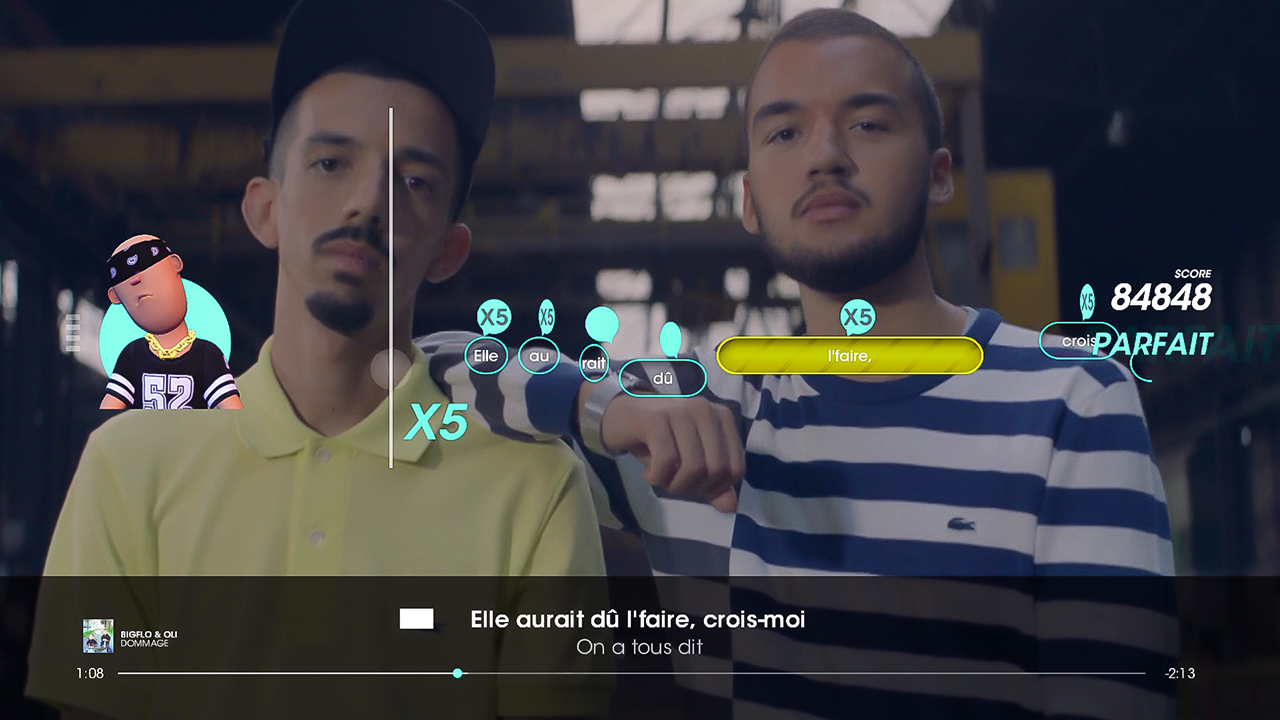 SCORE
84848
PARFAIT
X5 X5 X5 X5
Elle au rait dû l'faire, crois
52
X5
Elle aurait dû l'faire, crois-moi
On a tous dit
BIGFLO & OLI
DOMMAGE
1:08
-2:13